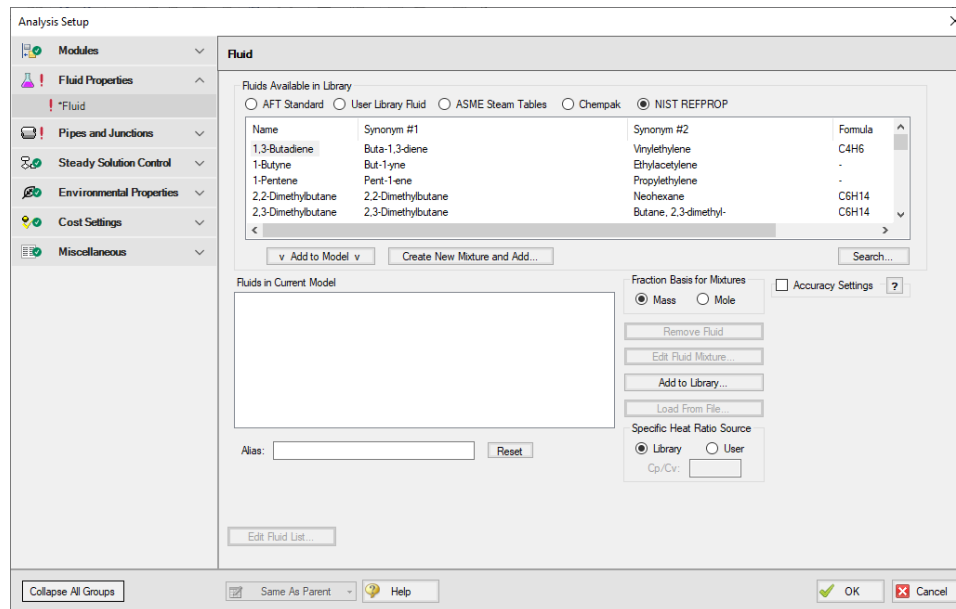 Analysis Setup
Modules
Fluid Properties
*Fluid
Pipes and Junctions
Steady Solution Control
Environmental Properties
Cost Settings
Miscellaneous
Fluid
Fluids Available in Library
AFT Standard User Library Fluid ASME Steam Tables Chempak NIST REFPROP
Name Synonym #1 Synonym #2 Formula
1,3-Butadiene Buta-1,3-diene Vinylethylene C4H6
1-Butyne But-1-yne Ethylacetylene -
1-Pentene Pent-1-ene Propylethylene -
2,2-Dimethylbutane 2,2-Dimethylbutane Neohexane C6H14
2,3-Dimethylbutane 2,3-Dimethylbutane Butane, 2,3-dimethyl- C6H14
v Add to Model v Create New Mixture and Add... Search...
Fluids in Current Model
Fraction Basis for Mixtures
Mass Mole
Accuracy Settings ?
Remove Fluid
Edit Fluid Mixture...
Add to Library...
Load From File...
Specific Heat Ratio Source
Library User
Cp/Cv:
Alias: Reset
Edit Fluid List...
Collapse All Groups Same As Parent Help OK Cancel